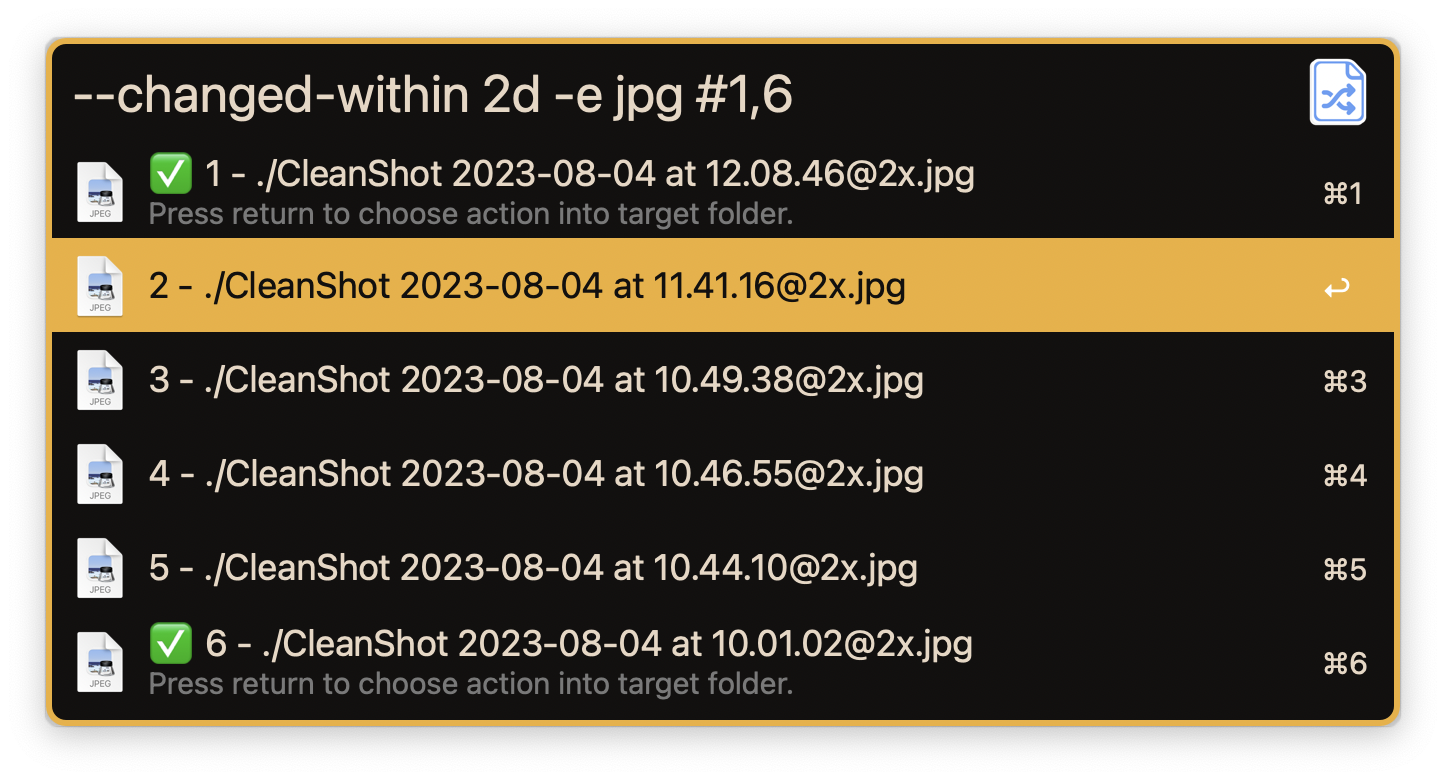 --changed-within 2d -e jpg #1,6
✅ 1 - ./CleanShot 2023-08-04 at 12.08.46@2x.jpg
Press return to choose action into target folder.
⌘1
JPEG
2 - ./CleanShot 2023-08-04 at 11.41.16@2x.jpg
↩
JPEG
3 - ./CleanShot 2023-08-04 at 10.49.38@2x.jpg
⌘3
JPEG
4 - ./CleanShot 2023-08-04 at 10.46.55@2x.jpg
⌘4
JPEG
5 - ./CleanShot 2023-08-04 at 10.44.10@2x.jpg
⌘5
JPEG
✅ 6 - ./CleanShot 2023-08-04 at 10.01.02@2x.jpg
Press return to choose action into target folder.
⌘6
JPEG